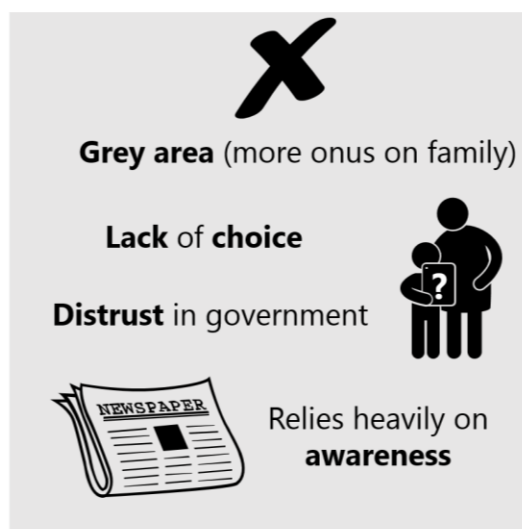 Grey area (more onus on family)
Lack of choice
?
Distrust in government
NEWSPAPER
Relies heavily on
awareness